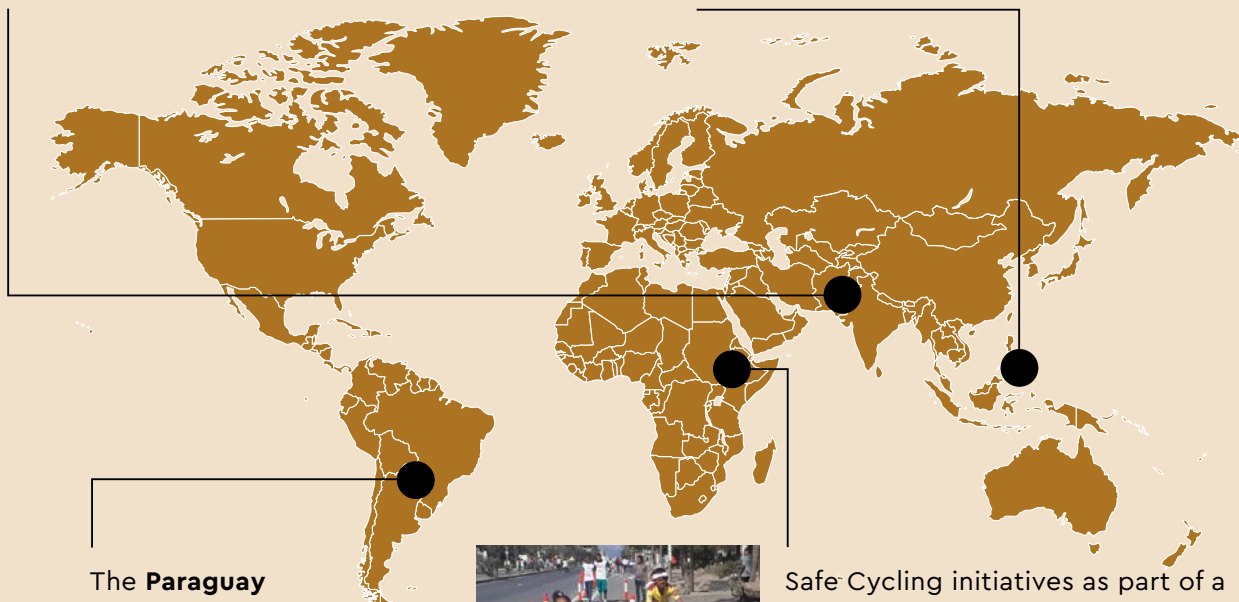 The Paraguay
Safe Cycling initiatives as part of a